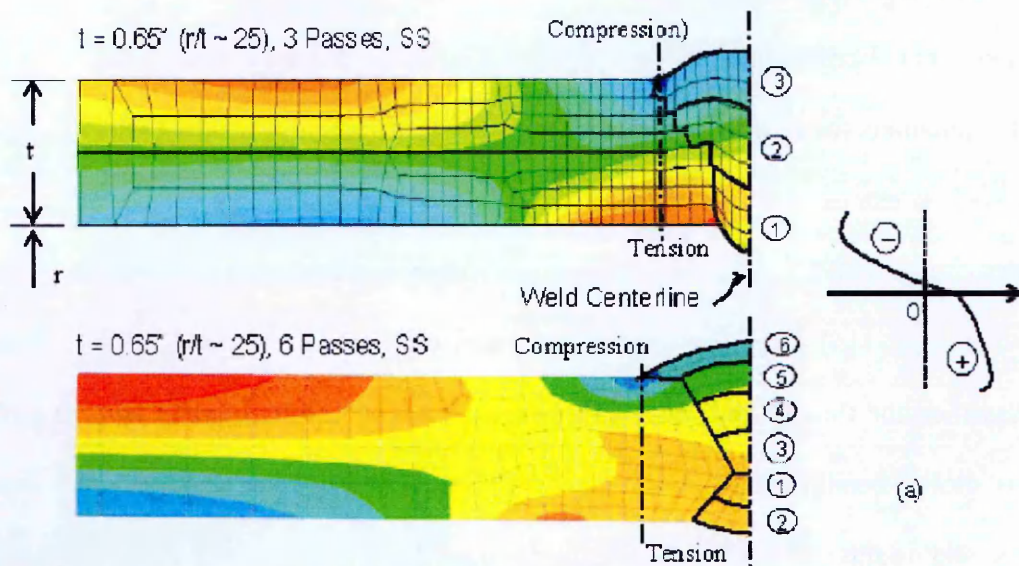 t = 0.65" (r/t ~ 25), 3 Passes, SS
Compression)
t
r
③
②
①
Tension
Weld Centerline
−
0
+
t = 0.65" (r/t ~ 25), 6 Passes, SS
Compression
⑥
⑤
④
③
①
②
Tension
(a)